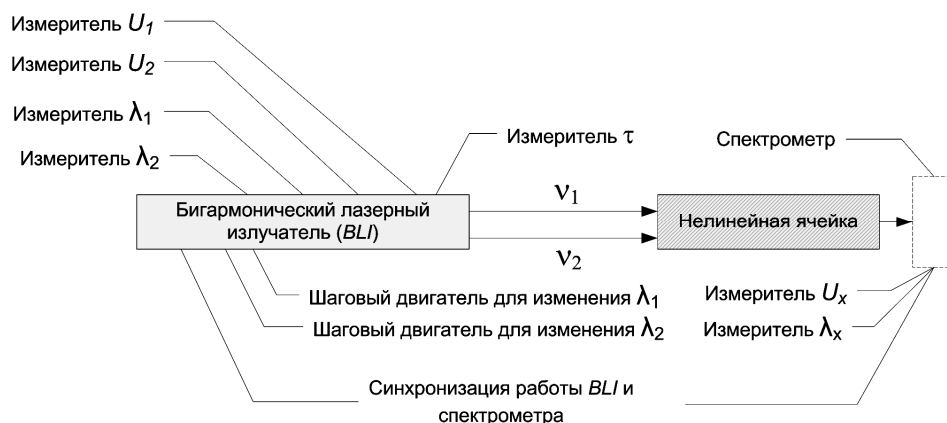 Измеритель U₁
Измеритель U₂
Измеритель λ₁
Измеритель λ₂
Измеритель τ
Спектрометр
Бигармонический лазерный
излучатель (BLI)
ν₁
ν₂
Нелинейная ячейка
Шаговый двигатель для изменения λ₁
Шаговый двигатель для изменения λ₂
Измеритель Uₓ
Измеритель λₓ
Синхронизация работы BLI и
спектрометра